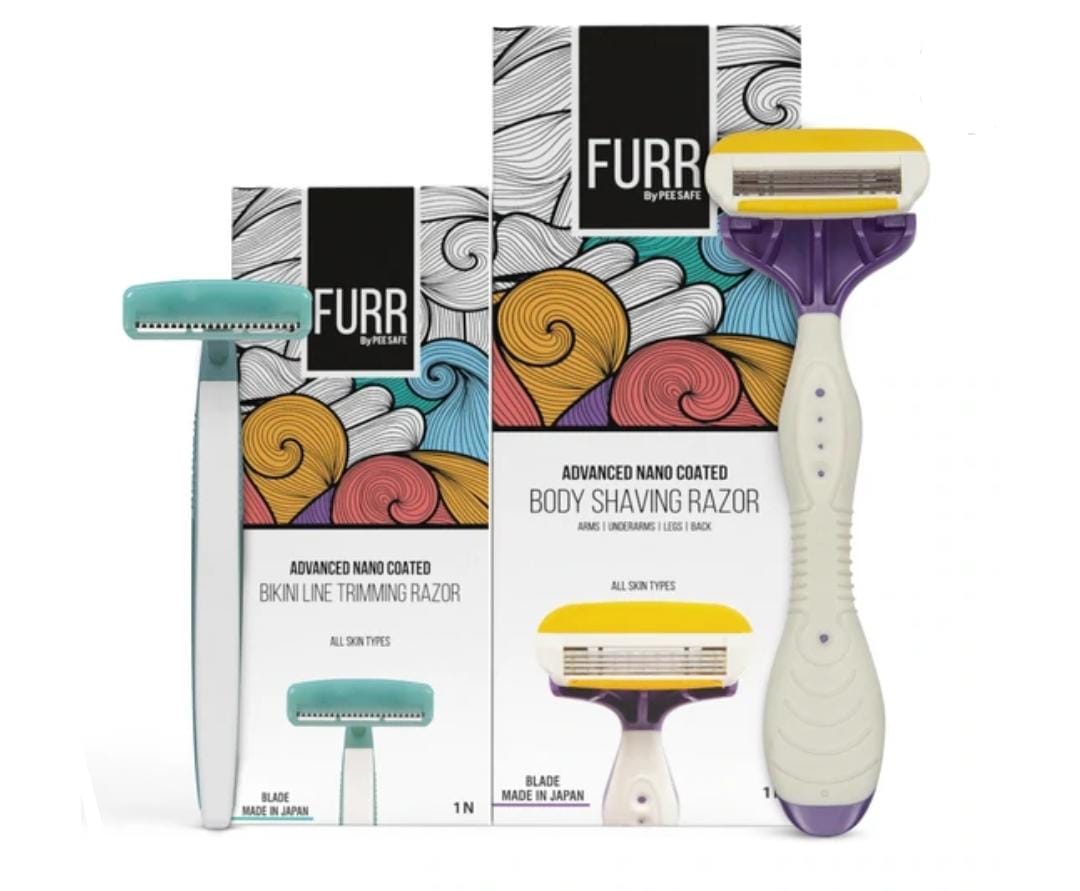 FURR
By PEE SAFE
ADVANCED NANO COATED
BIKINI LINE TRIMMING RAZOR
ALL SKIN TYPES
BLADE
MADE IN JAPAN
1 N
FURR
By PEE SAFE
ADVANCED NANO COATED
BODY SHAVING RAZOR
ARMS | UNDERARMS | LEGS | BACK
ALL SKIN TYPES
BLADE
MADE IN JAPAN
1